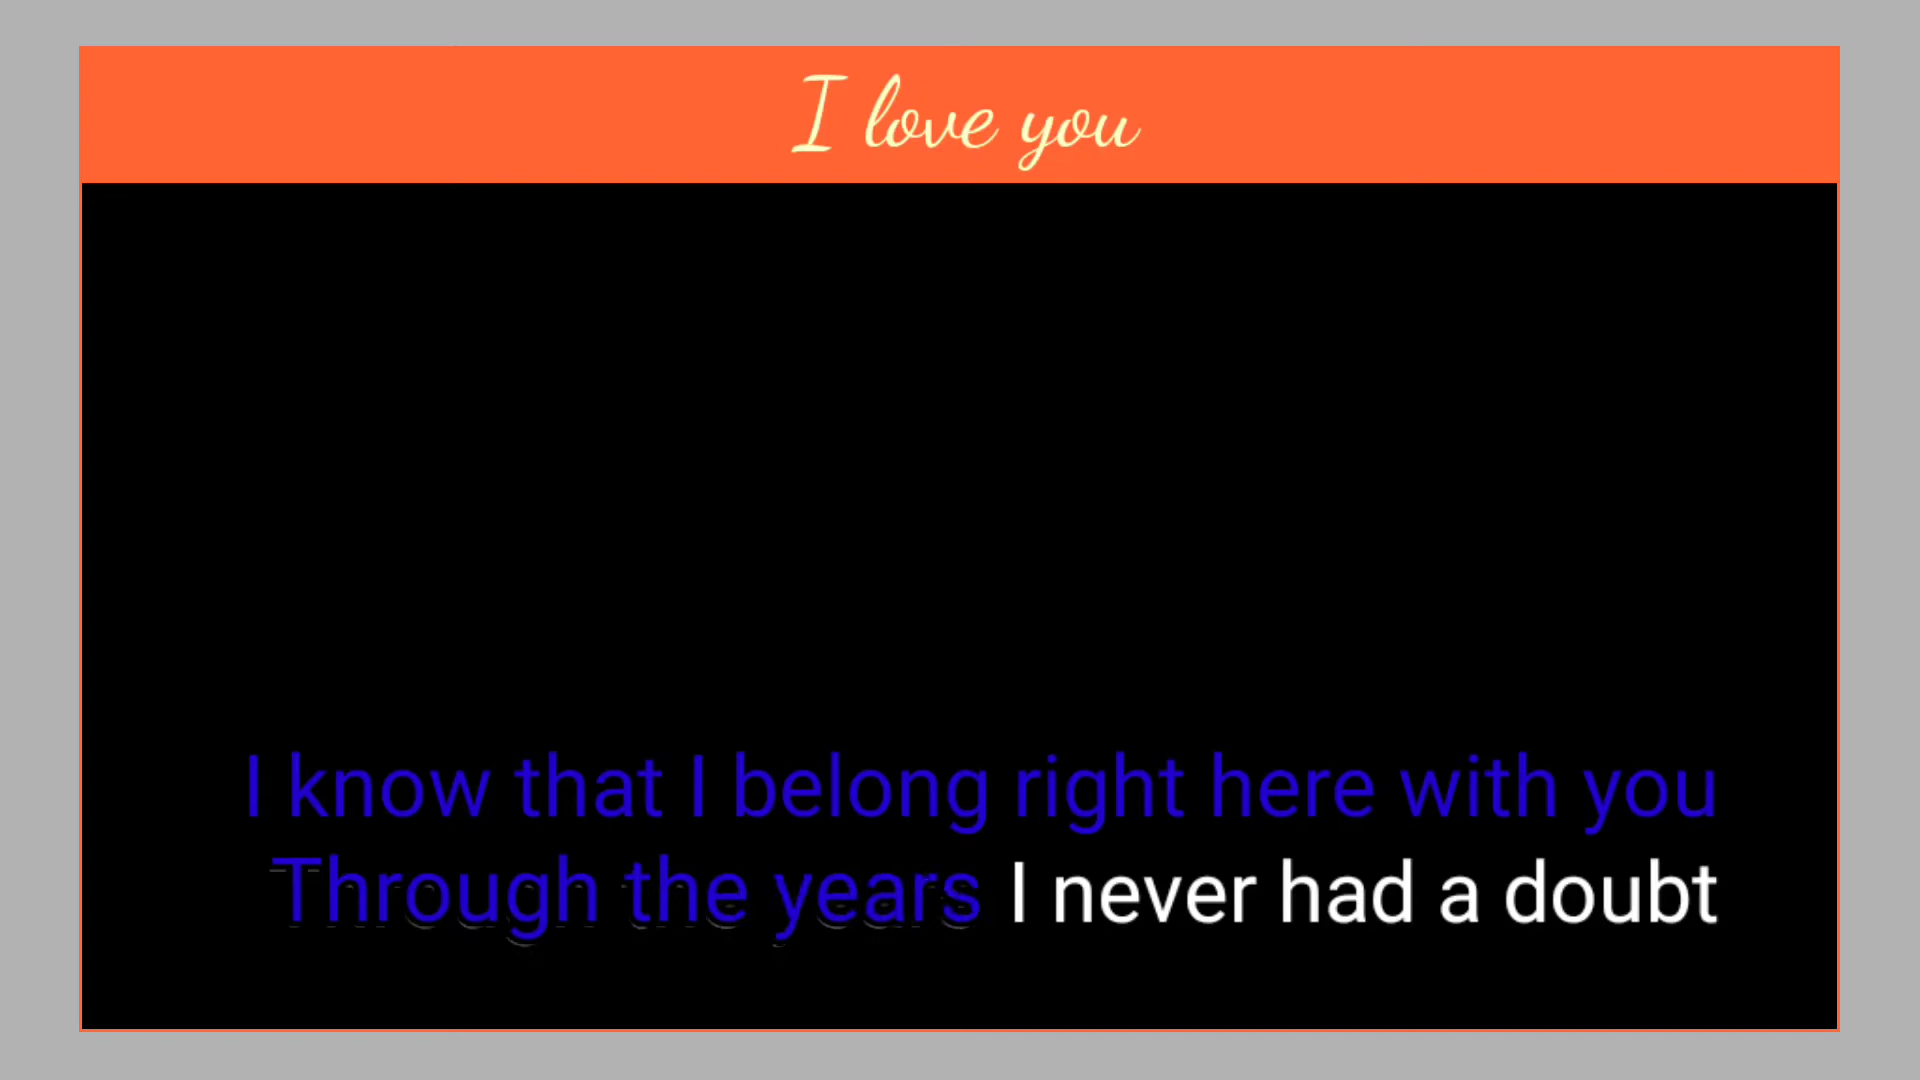 I love you
I know that I belong right here with you
Through the years I never had a doubt